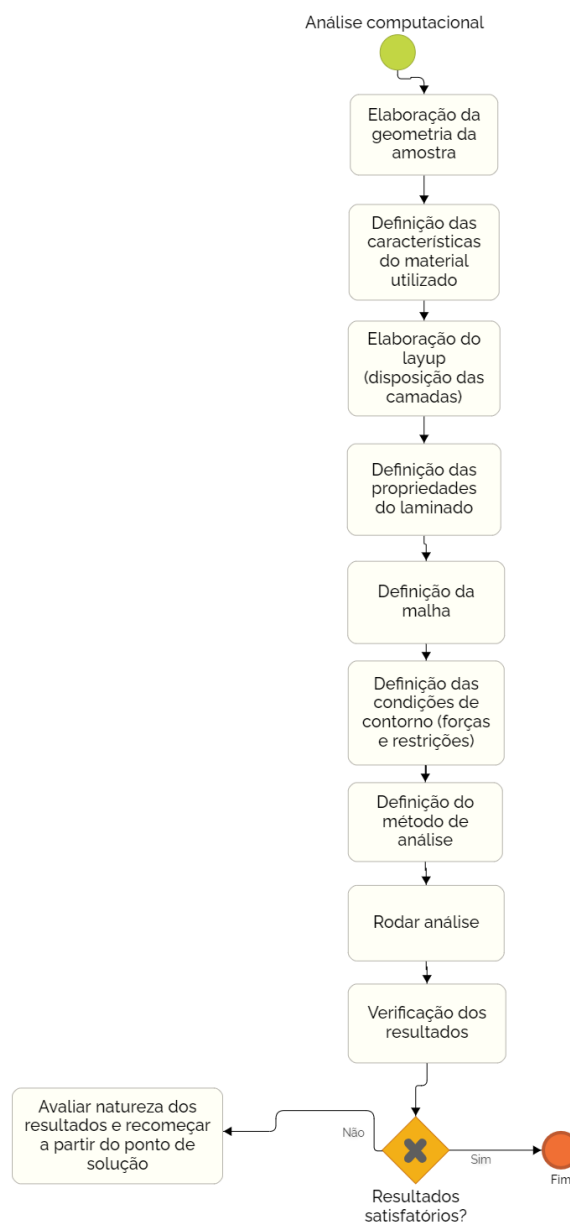 Análise computacional
Elaboração da
geometria da
amostra
Definição das
características
do material
utilizado
Elaboração do
layup
(disposição das
camadas)
Definição das
propriedades
do laminado
Definição da
malha
Definição das
condições de
contorno (forças
e restrições)
Definição do
método de
análise
Rodar análise
Verificação dos
resultados
Avaliar natureza dos
resultados e recomeçar
a partir do ponto de
solução
Não
Sim
Fim
Resultados
satisfatórios?